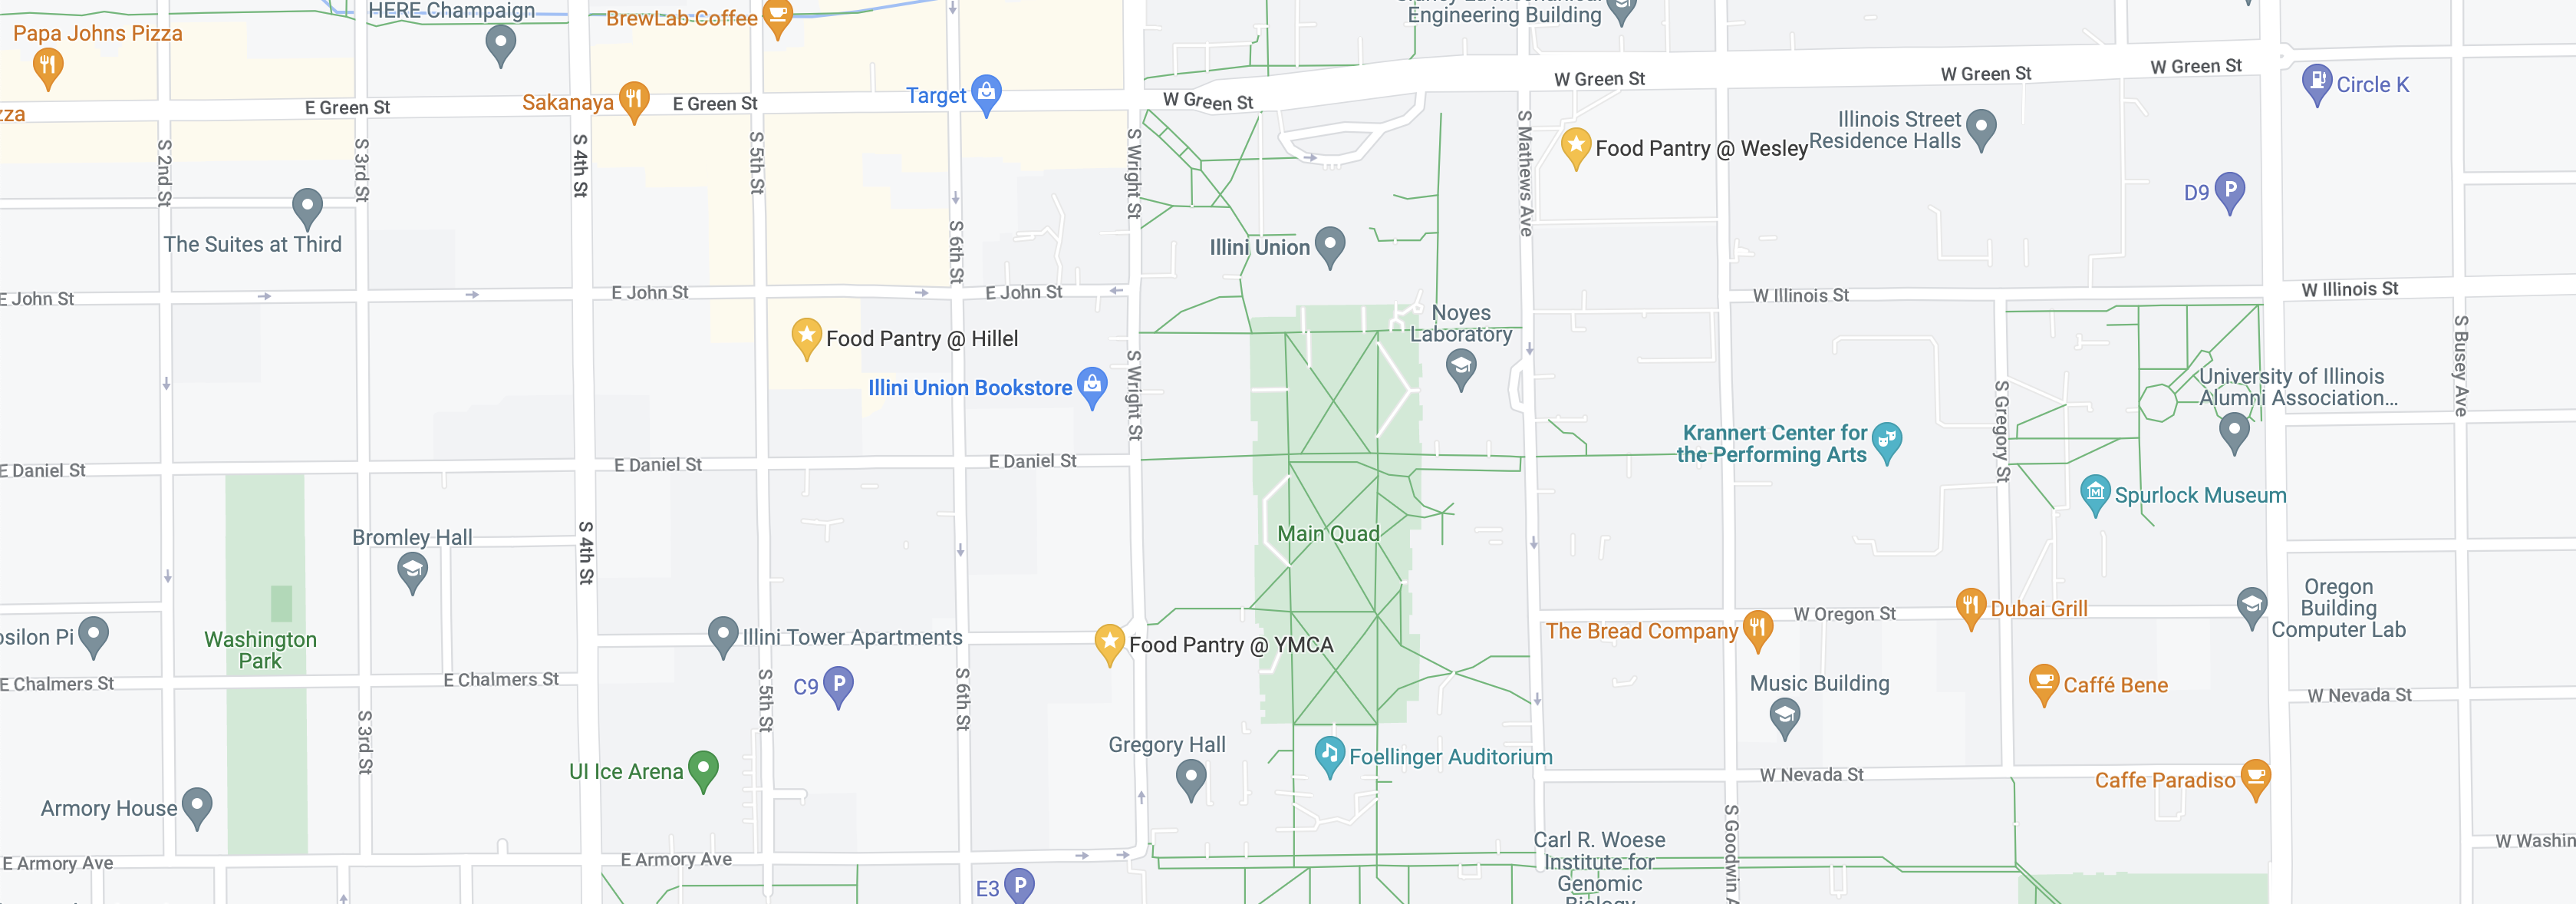 HERE Champaign
BrewLab Coffee
Engineering Building
Papa Johns Pizza
W Green St
W Green St
W Green St
Circle K
Target
Sakanaya
E Green St
E Green St
W Green St
zza
Illinois Street
Residence Halls
Food Pantry @ Wesley
S 2nd St
S 3rd St
S 4th St
S 5th St
S Wright St
S Mathews Ave
D9
The Suites at Third
S 6th St
Illini Union
E John St
E John St
E John St
W Illinois St
W Illinois St
Noyes
Laboratory
Food Pantry @ Hillel
S Busey Ave
Illini Union Bookstore
S Wright St
University of Illinois
Alumni Association...
S Gregory St
Krannert Center for
the Performing Arts
E Daniel St
E Daniel St
E Daniel St
Spurlock Museum
Bromley Hall
S 4th St
Main Quad
Oregon
Building
Computer Lab
W Oregon St
Dubai Grill
The Bread Company
psilon Pi
Washington
Park
Illini Tower Apartments
Food Pantry @ YMCA
E Chalmers St
E Chalmers St
C9
S 5th St
S 6th St
Music Building
Caffé Bene
W Nevada St
S 3rd St
Gregory Hall
Foellinger Auditorium
UI Ice Arena
W Nevada St
Caffe Paradiso
Armory House
S Goodwin A
Carl R. Woese
Institute for
Genomic
Biology
E Armory Ave
E Armory Ave
W Washin
E3